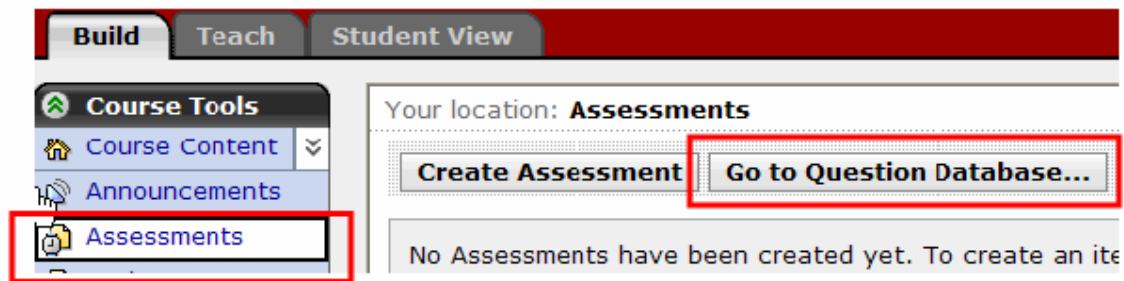 Build Teach Student View
Course Tools
Course Content
Announcements
Assessments
Your location: Assessments
Create Assessment Go to Question Database...
No Assessments have been created yet. To create an ite